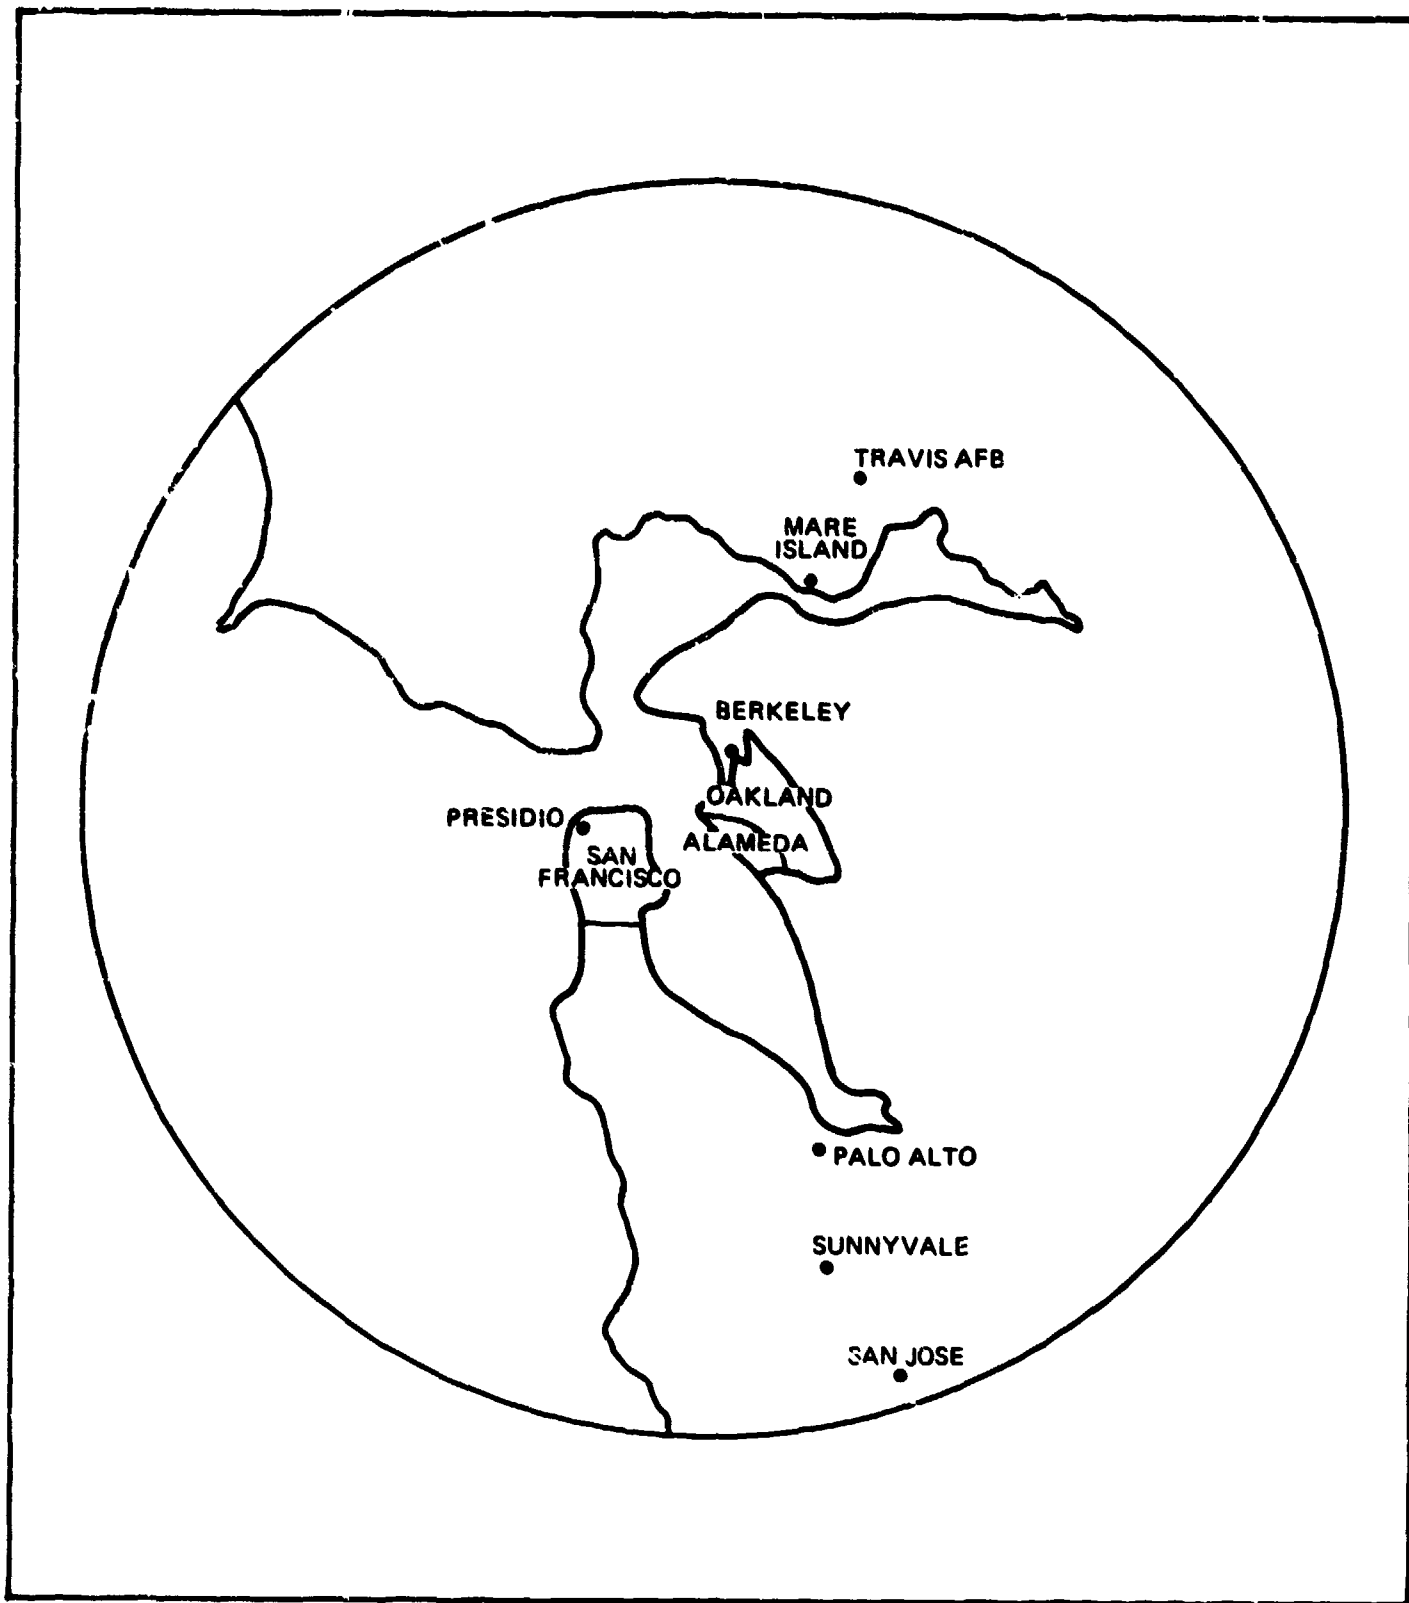 TRAVIS AFB
MARE
ISLAND
BERKELEY
OAKLAND
PRESIDIO
ALAMEDA
SAN
FRANCISCO
PALO ALTO
SUNNYVALE
SAN JOSE